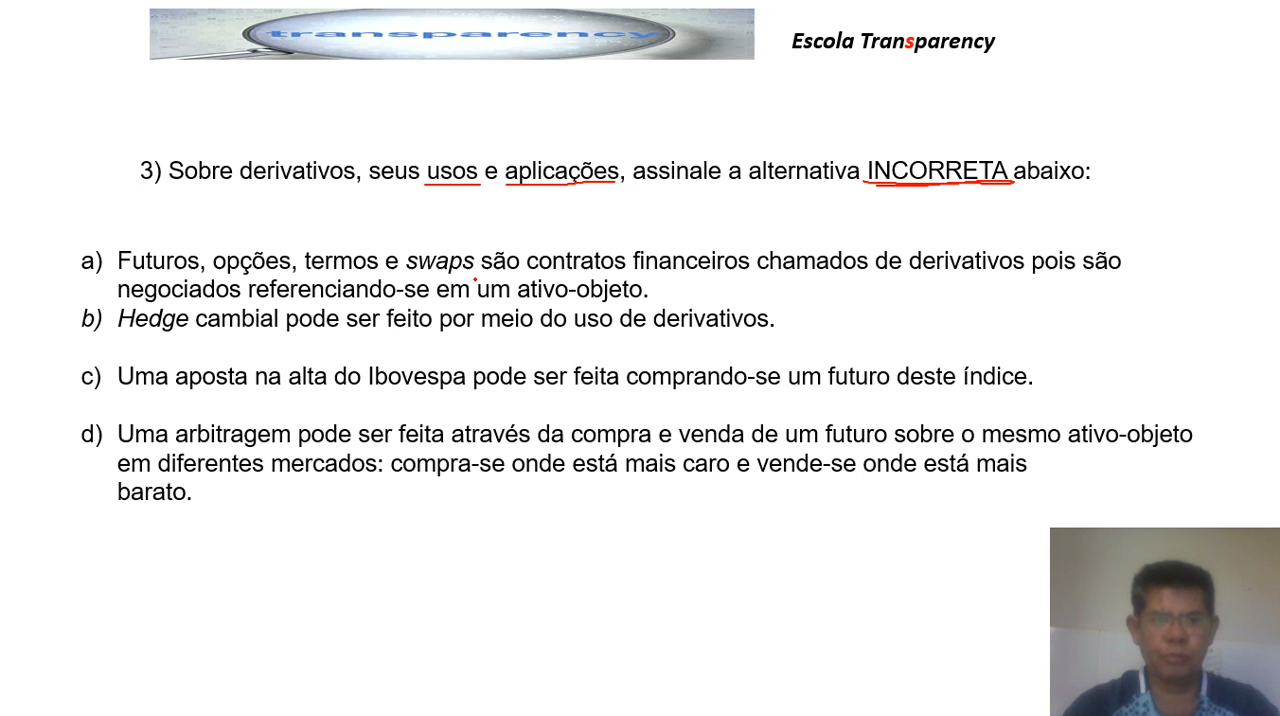 transparency
Escola Transparency
3) Sobre derivativos, seus usos e aplicações, assinale a alternativa INCORRETA abaixo:
a) Futuros, opções, termos e swaps são contratos financeiros chamados de derivativos pois são
negociados referenciando-se em um ativo-objeto.
b) Hedge cambial pode ser feito por meio do uso de derivativos.
c) Uma aposta na alta do Ibovespa pode ser feita comprando-se um futuro deste índice.
d) Uma arbitragem pode ser feita através da compra e venda de um futuro sobre o mesmo ativo-objeto
em diferentes mercados: compra-se onde está mais caro e vende-se onde está mais
barato.